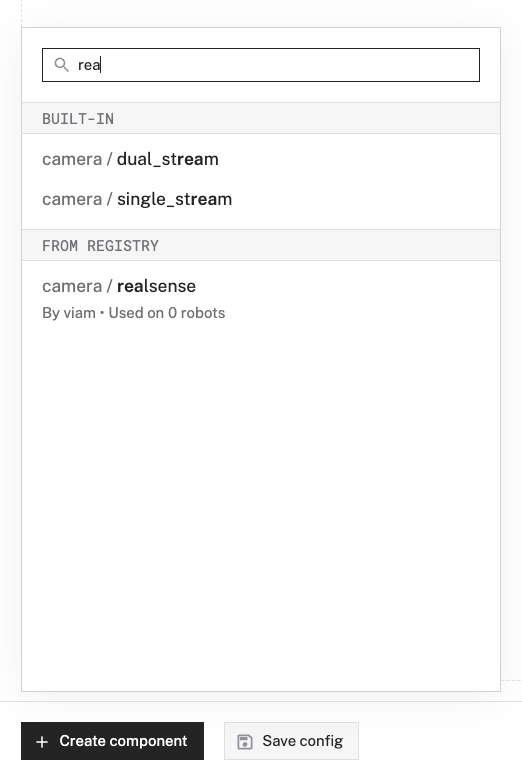 rea
BUILT-IN
camera / dual_stream
camera / single_stream
FROM REGISTRY
camera / realsense
By viam • Used on 0 robots
Create component
Save config